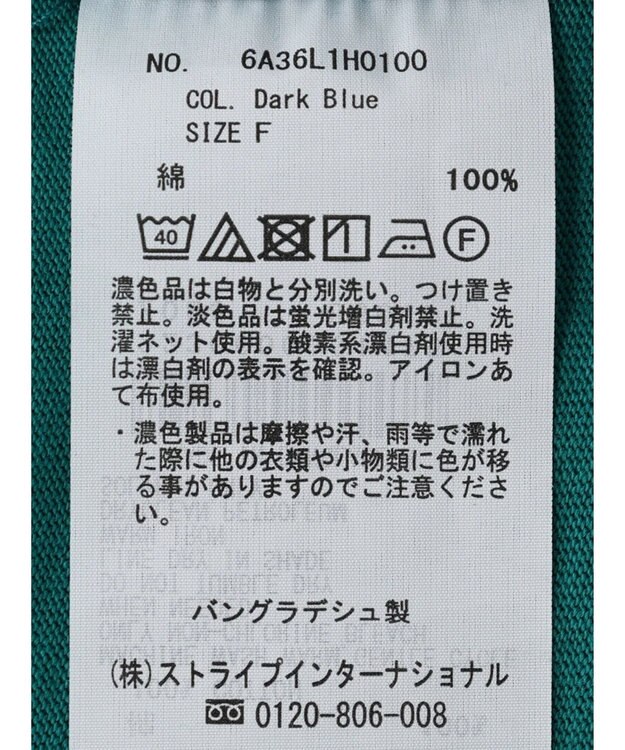 NO. 6A36L1H0100
COL. Dark Blue
SIZE F
綿 100%
40 F
濃色品は白物と分別洗い。つけ置き
禁止。淡色品は蛍光増白剤禁止。洗
濯ネット使用。酸素系漂白剤使用時
は漂白剤の表示を確認。アイロンあ
て布使用。
・濃色製品は摩擦や汗、雨等で濡れ
た際に他の衣類や小物類に色が移
る事がありますのでご注意くださ
い。
バングラデシュ製
(株)ストライプインターナショナル
0120-806-008